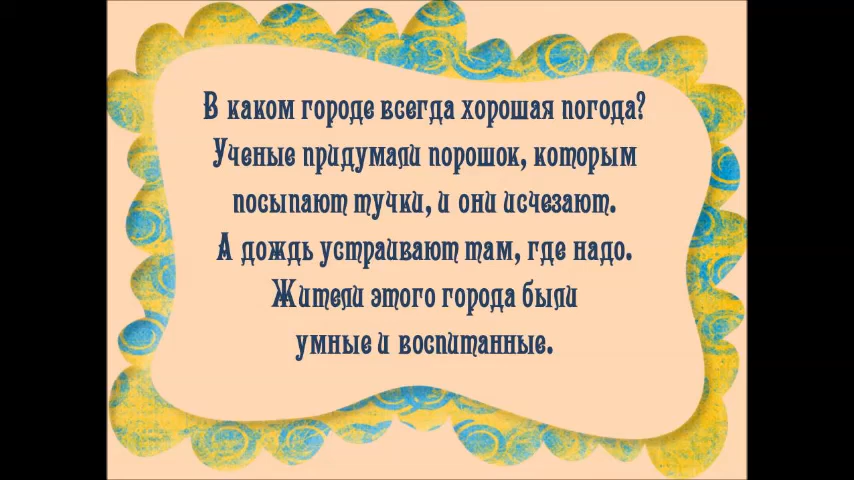 В каком городе всегда хорошая погода?
Ученые придумали порошок, которым
посыпают тучки, и они исчезают.
А дождь устраивают там, где надо.
Жители этого города были
умные и воспитанные.